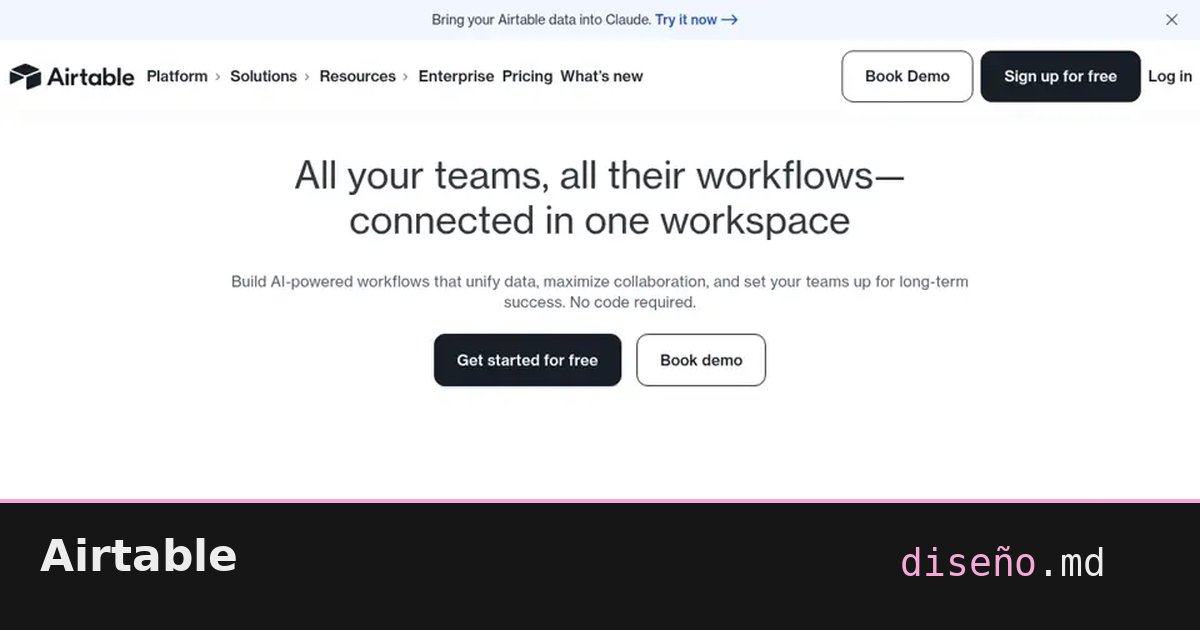 Bring your Airtable data into Claude. Try it now →
Airtable Platform › Solutions › Resources › Enterprise Pricing What's new Book Demo Sign up for free Log in
All your teams, all their workflows—
connected in one workspace
Build AI-powered workflows that unify data, maximize collaboration, and set your teams up for long-term
success. No code required.
Get started for free Book demo
Airtable diseño.md